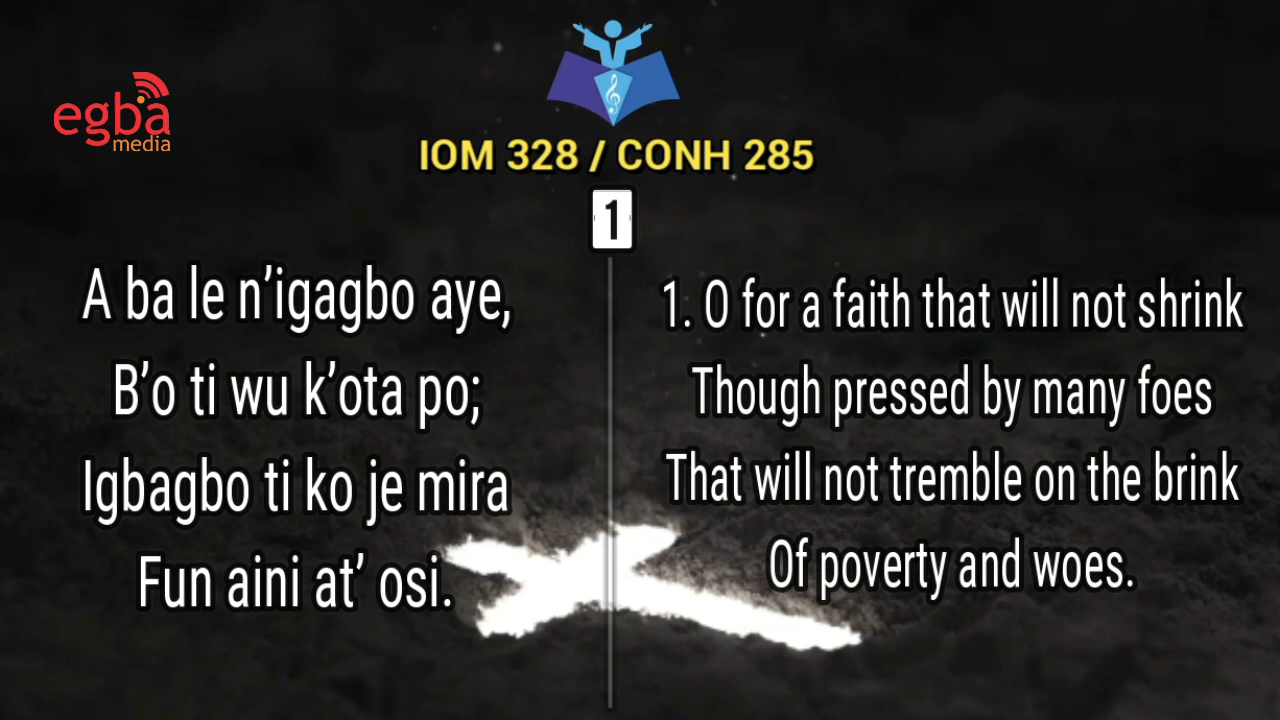 egba
media
IOM 328 / CONH 285
1
A ba le n’igagbo aye,
B’o ti wu k’ota po;
Igbagbo ti ko je mira
Fun aini at’ osi.
1. O for a faith that will not shrink
Though pressed by many foes
That will not tremble on the brink
Of poverty and woes.